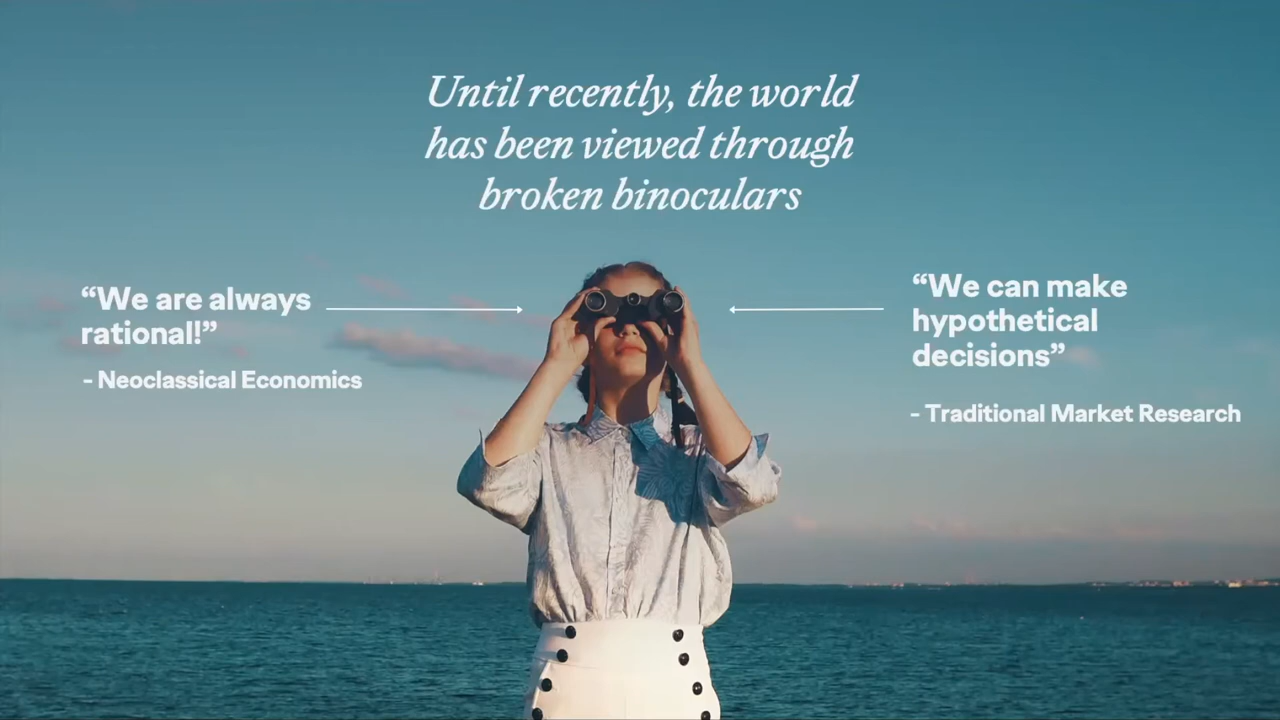 Until recently, the world
has been viewed through
broken binoculars
“We are always
rational!”
- Neoclassical Economics
“We can make
hypothetical
decisions”
- Traditional Market Research